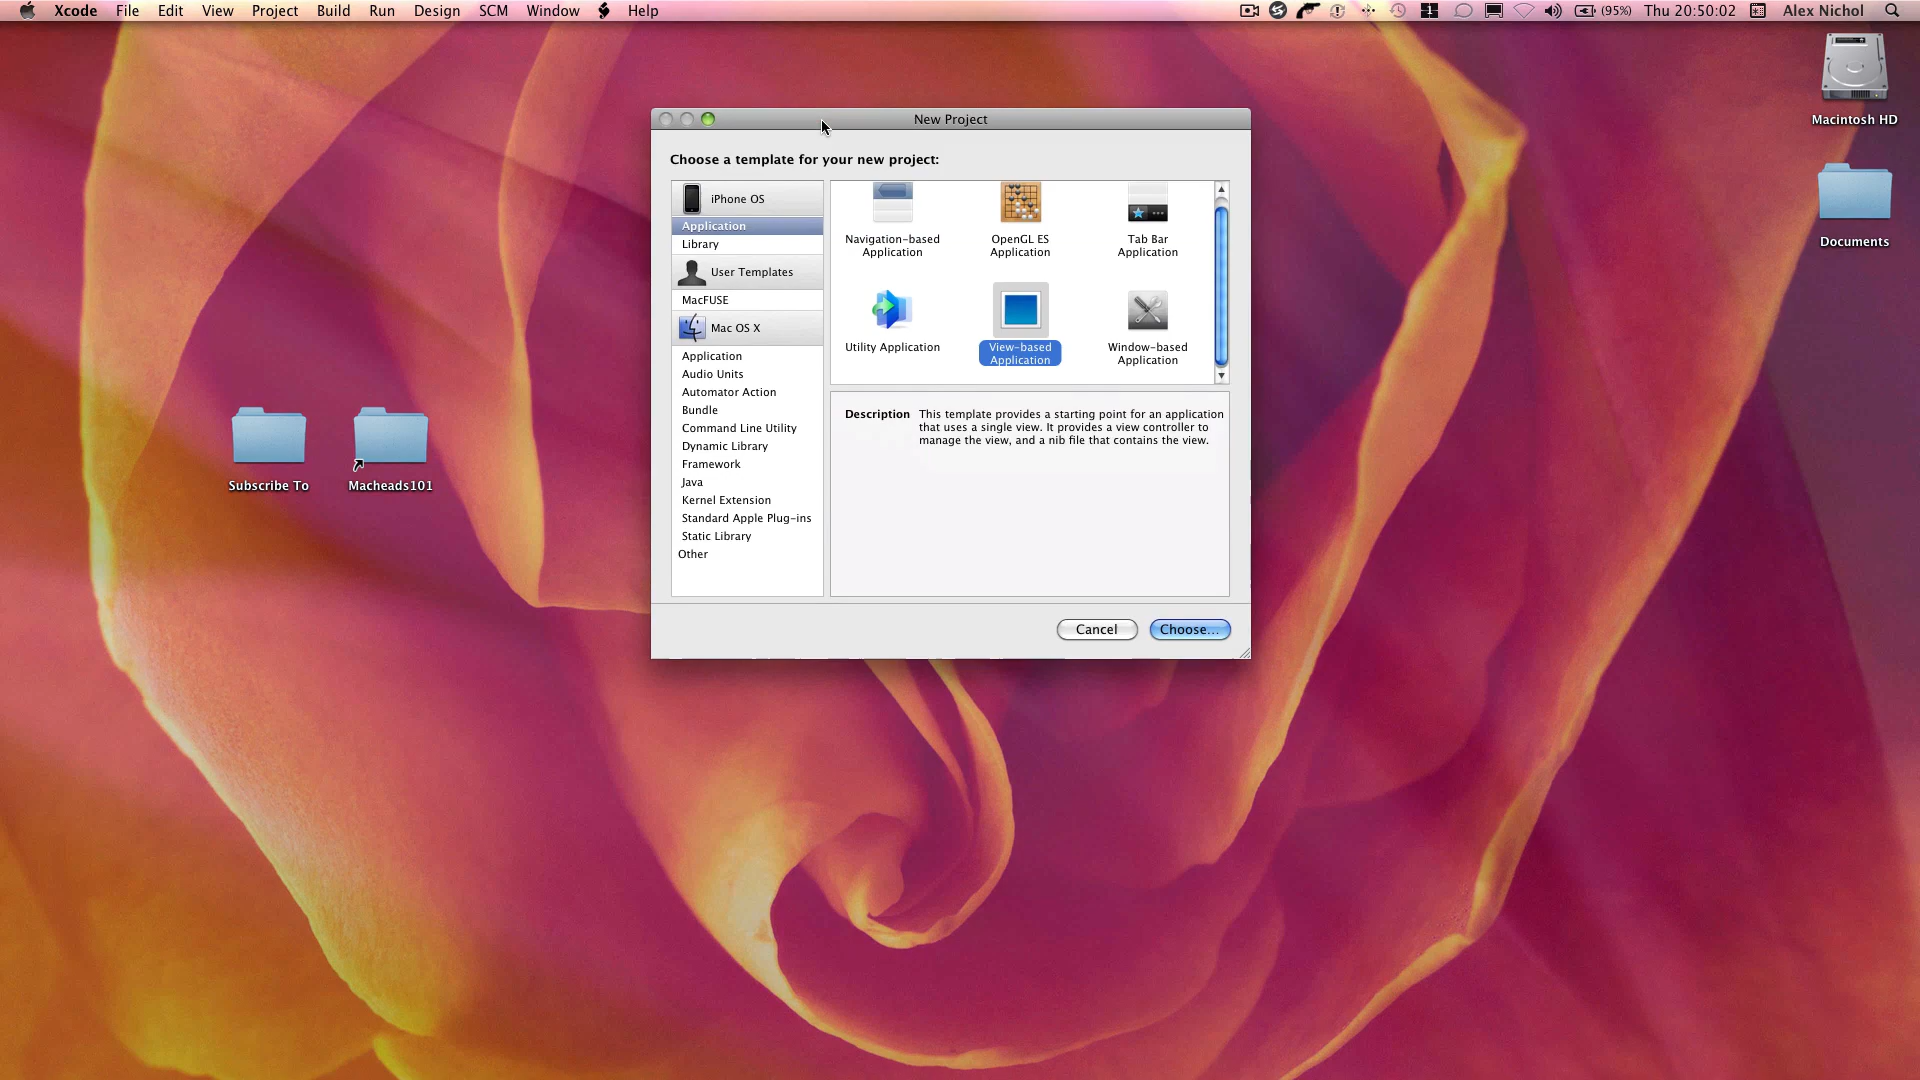 Xcode File Edit View Project Build Run Design SCM Window Help
(95%) Thu 20:50:02 Alex Nichol
Macintosh HD
Documents
Subscribe To
Macheads101
New Project
Choose a template for your new project:
iPhone OS
Application
Library
User Templates
MacFUSE
Mac OS X
Application
Audio Units
Automator Action
Bundle
Command Line Utility
Dynamic Library
Framework
Java
Kernel Extension
Standard Apple Plug-ins
Static Library
Other
Navigation-based
Application
OpenGL ES
Application
Tab Bar
Application
Utility Application
View-based
Application
Window-based
Application
Description This template provides a starting point for an application
that uses a single view. It provides a view controller to
manage the view, and a nib file that contains the view.
Cancel
Choose...